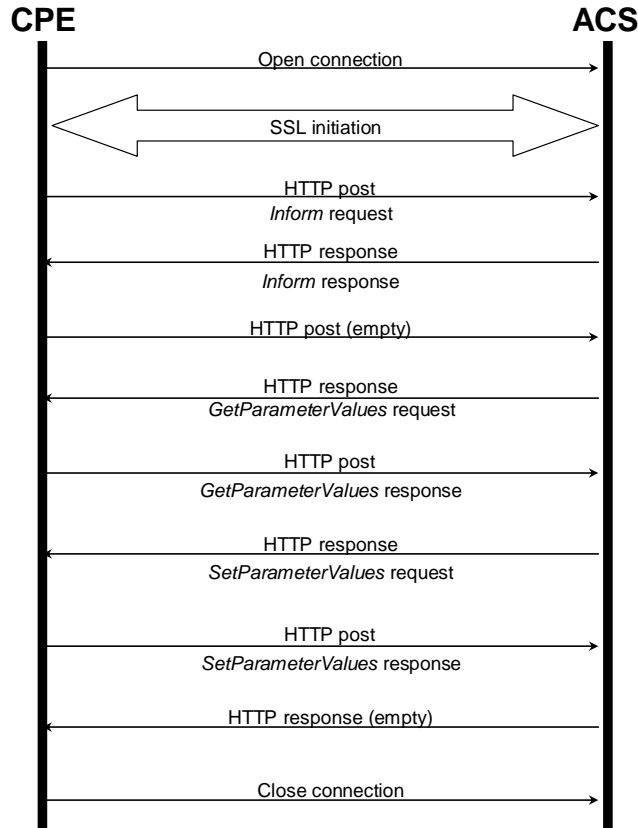 CPE
ACS
Open connection
SSL initiation
HTTP post
Inform request
HTTP response
Inform response
HTTP post (empty)
HTTP response
GetParameterValues request
HTTP post
GetParameterValues response
HTTP response
SetParameterValues request
HTTP post
SetParameterValues response
HTTP response (empty)
Close connection